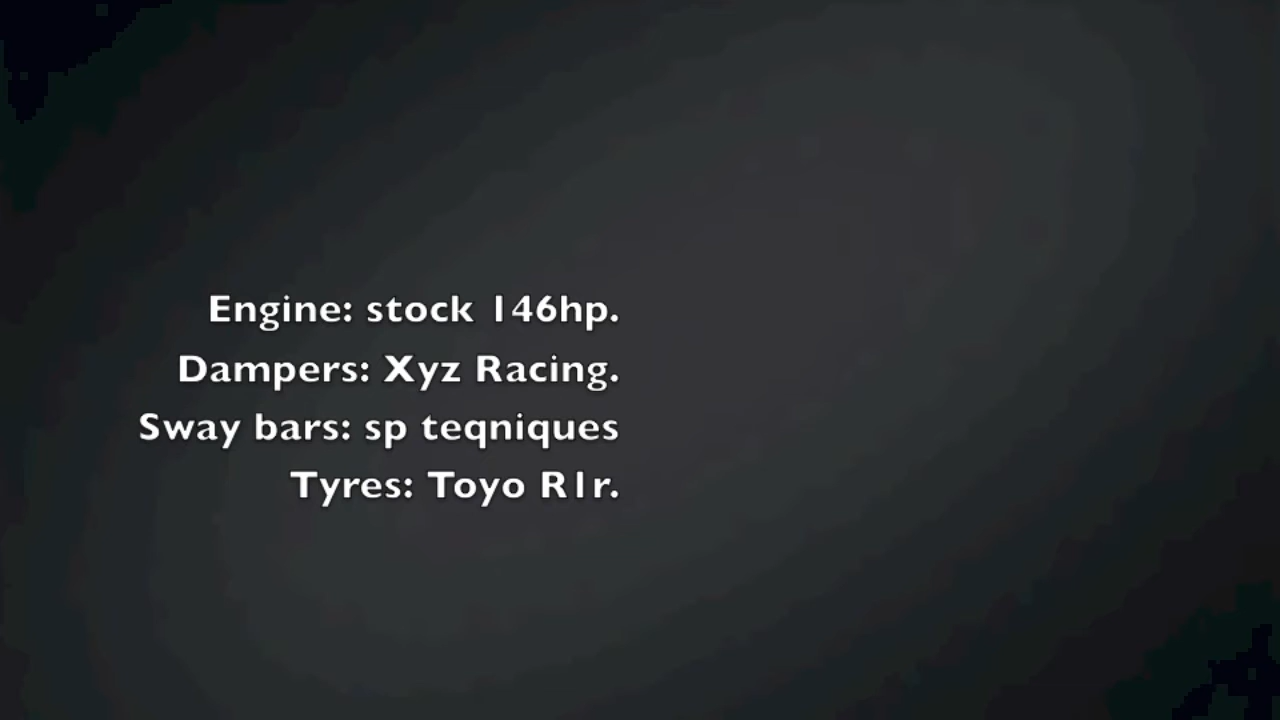 Engine: stock 146hp.
Dampers: Xyz Racing.
Sway bars: sp teqniques
Tyres: Toyo R1r.